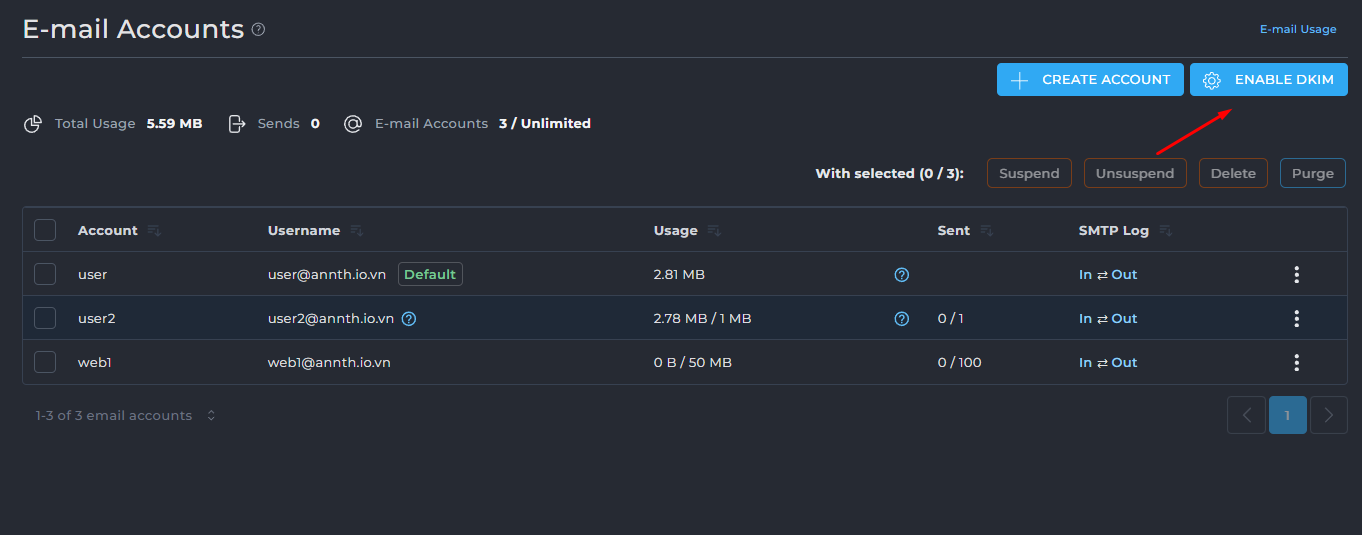 E-mail Accounts
E-mail Usage
CREATE ACCOUNT ENABLE DKIM
Total Usage 5.59 MB Sends 0 E-mail Accounts 3 / Unlimited
With selected (0 / 3): Suspend Unsuspend Delete Purge
Account Username Usage Sent SMTP Log
user user@annth.io.vn Default 2.81 MB In ⇄ Out
user2 user2@annth.io.vn 2.78 MB / 1 MB 0 / 1 In ⇄ Out
web1 web1@annth.io.vn 0 B / 50 MB 0 / 100 In ⇄ Out
1-3 of 3 email accounts 1